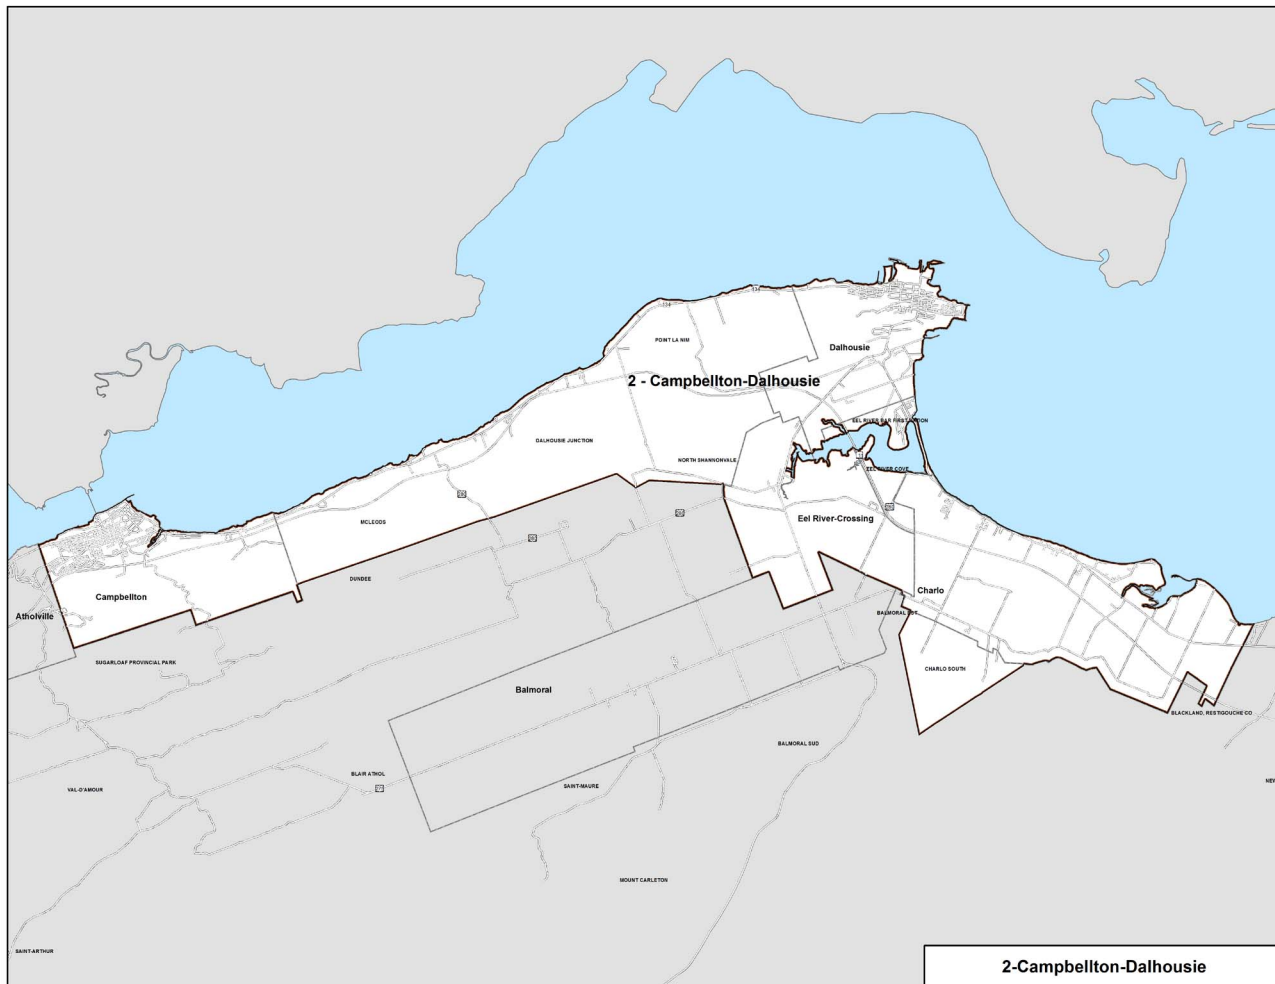 134
134
POINT LA NIM
Dalhousie
2 - Campbellton-Dalhousie
EEL RIVER BAR FIRST NATION
DALHOUSIE JUNCTION
NORTH SHANNONVALE
EEL RIVER COVE
MCLEODS
Eel River-Crossing
DUNDEE
Charlo
Campbellton
Atholville
SUGARLOAF PROVINCIAL PARK
CHARLO SOUTH
Balmoral
BLACKLAND, RESTIGOUCHE CO
BALMORAL SUD
BLAIR ATHOL
VAL-D'AMOUR
SAINT-MAURE
MOUNT CARLETON
SAINT-ARTHUR
2-Campbellton-Dalhousie